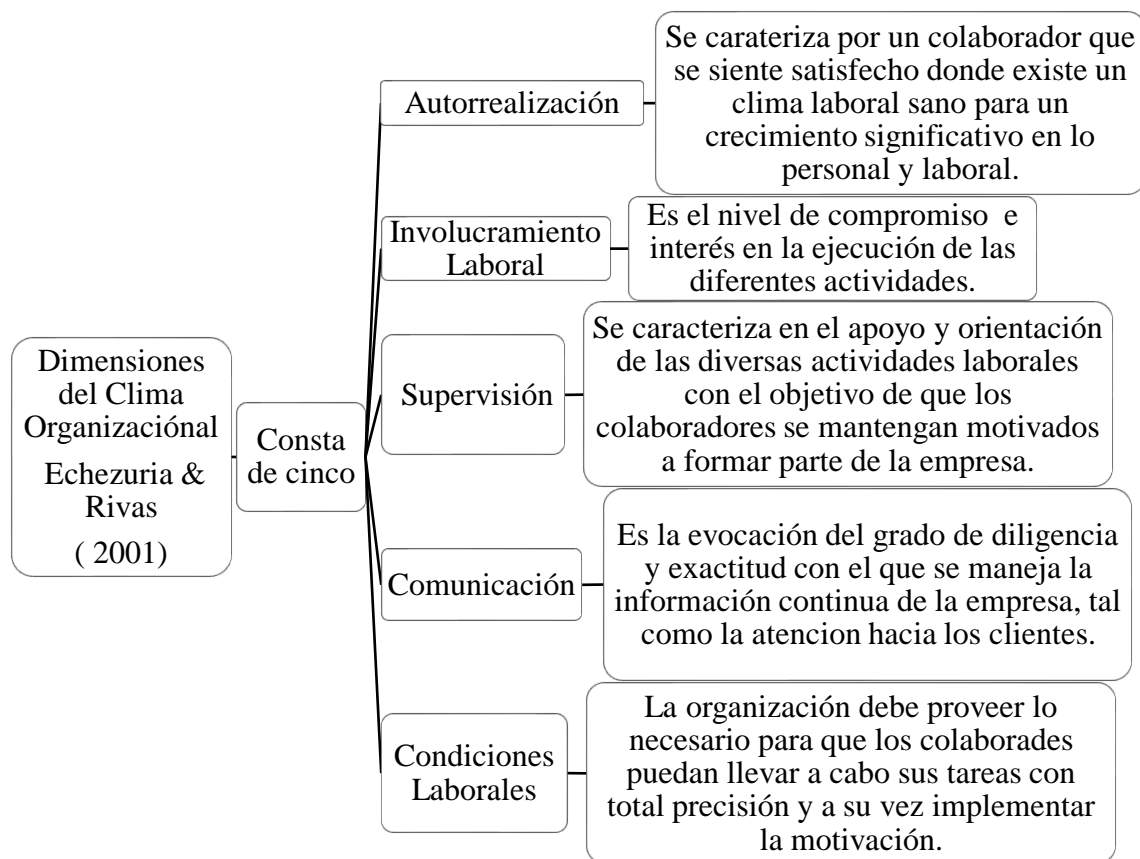 Dimensiones
del Clima
Organizaciónal
Echezuria &
Rivas
( 2001)
Consta
de cinco
Autorrealización
Se carateriza por un colaborador que
se siente satisfecho donde existe un
clima laboral sano para un
crecimiento significativo en lo
personal y laboral.
Involucramiento
Laboral
Es el nivel de compromiso e
interés en la ejecución de las
diferentes actividades.
Supervisión
Se caracteriza en el apoyo y orientación
de las diversas actividades laborales
con el objetivo de que los
colaboradores se mantengan motivados
a formar parte de la empresa.
Comunicación
Es la evocación del grado de diligencia
y exactitud con el que se maneja la
información continua de la empresa, tal
como la atencion hacia los clientes.
Condiciones
Laborales
La organización debe proveer lo
necesario para que los colaborades
puedan llevar a cabo sus tareas con
total precisión y a su vez implementar
la motivación.